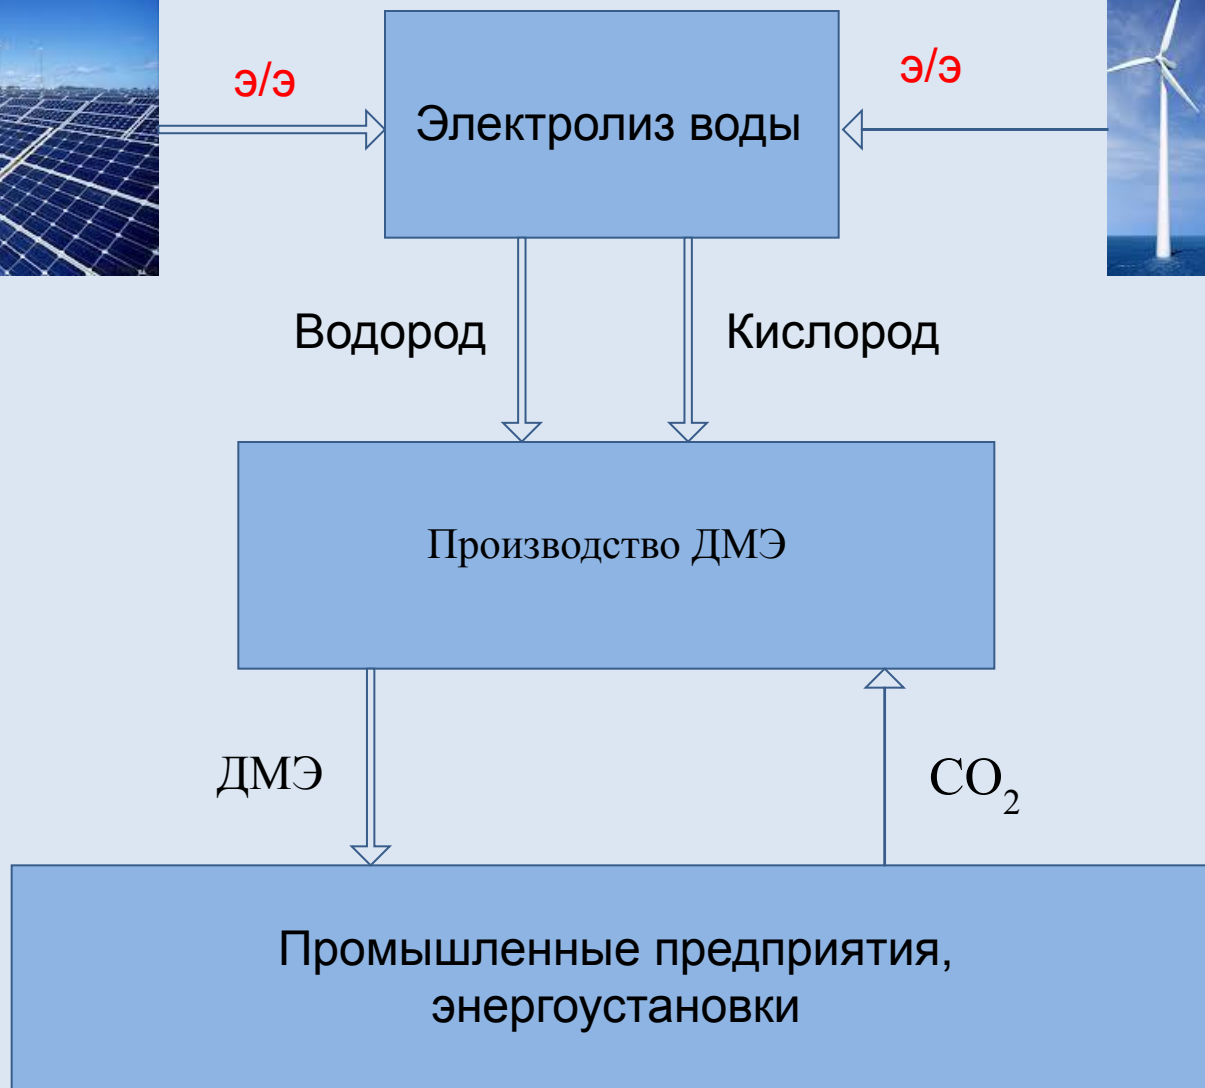 э/э
э/э
Электролиз воды
Водород
Кислород
Производство ДМЭ
ДМЭ
CO₂
Промышленные предприятия,
энергоустановки